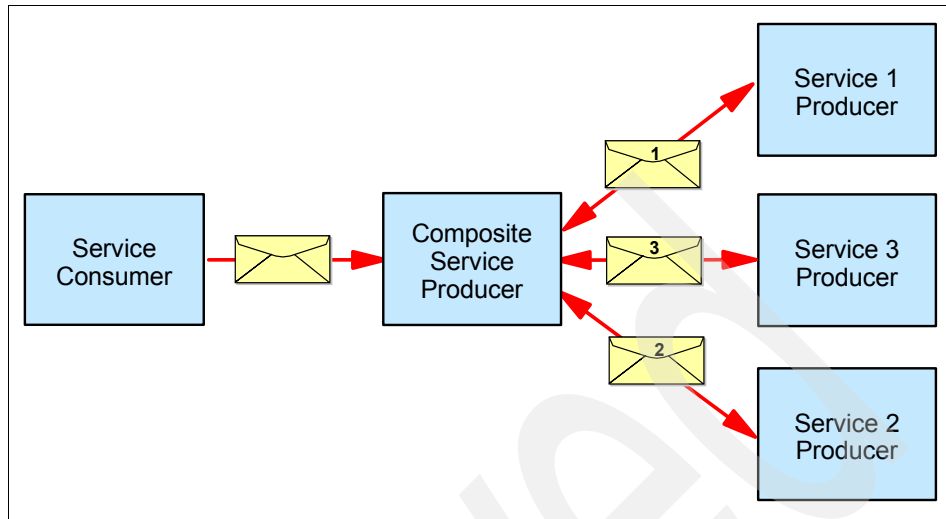 Service 1
Producer
1
Service
Consumer
Composite
Service
Producer
3
Service 3
Producer
2
Service 2
Producer